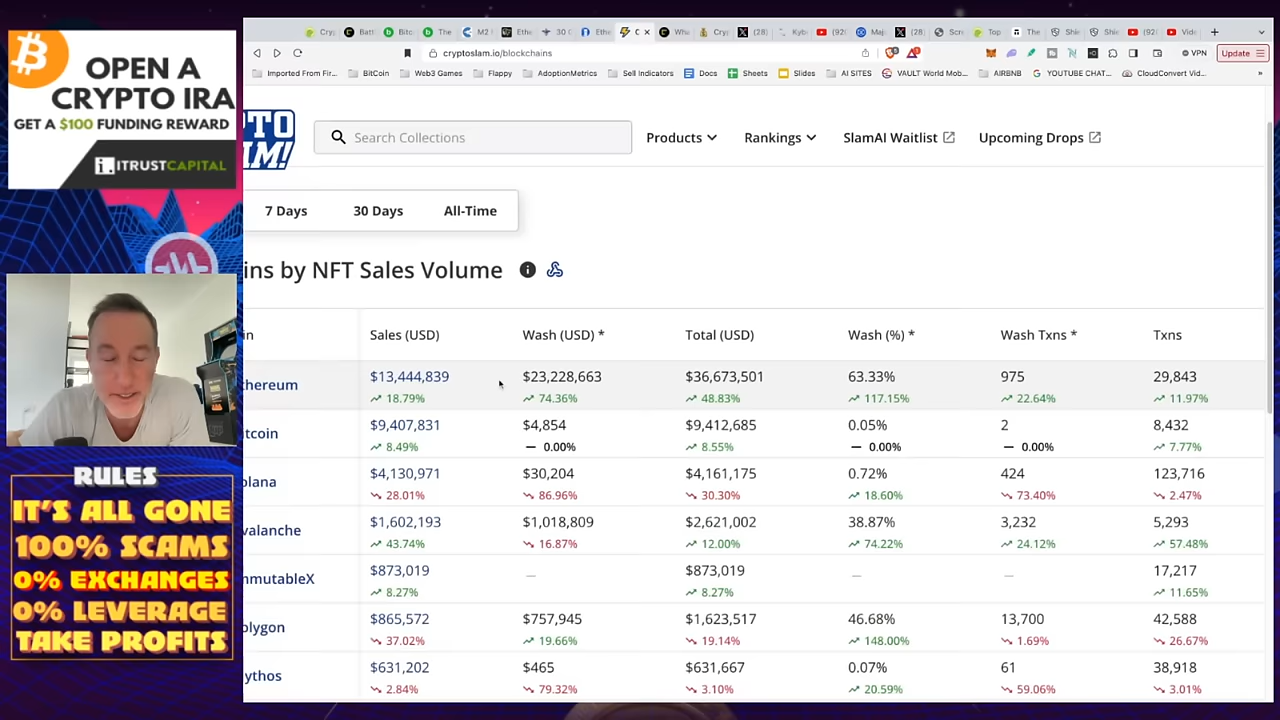 OPEN A
CRYPTO IRA
GET A $100 FUNDING REWARD
i. iTRUSTCAPITAL
RULES
IT'S ALL GONE
100% SCAMS
0% EXCHANGES
0% LEVERAGE
TAKE PROFITS
cryptoslam.io/blockchains
VPN
Update
Imported From Fir...
BitCoin
Web3 Games
Flappy
AdoptionMetrics
Sell Indicators
Docs
Sheets
Slides
AI SITES
VAULT World Mob...
AIRBNB
YOUTUBE CHAT...
CloudConvert Vid...
Search Collections
Products
Rankings
SlamAI Waitlist
Upcoming Drops
7 Days 30 Days All-Time
ins by NFT Sales Volume
in Sales (USD) Wash (USD) * Total (USD) Wash (%) * Wash Txns * Txns
thereum $13,444,839 $23,228,663 $36,673,501 63.33% 975 29,843
18.79% 74.36% 48.83% 117.15% 22.64% 11.97%
itcoin $9,407,831 $4,854 $9,412,685 0.05% 2 8,432
8.49% — 0.00% 8.55% — 0.00% — 0.00% 7.77%
olana $4,130,971 $30,204 $4,161,175 0.72% 424 123,716
28.01% 86.96% 30.30% 18.60% 73.40% 2.47%
valanche $1,602,193 $1,018,809 $2,621,002 38.87% 3,232 5,293
43.74% 16.87% 12.00% 74.22% 24.12% 57.48%
mmutableX $873,019 — $873,019 — — 17,217
8.27% 8.27% 11.65%
olygon $865,572 $757,945 $1,623,517 46.68% 13,700 42,588
37.02% 19.66% 19.14% 148.00% 1.69% 26.67%
ythos $631,202 $465 $631,667 0.07% 61 38,918
2.84% 79.32% 3.10% 20.59% 59.06% 3.01%